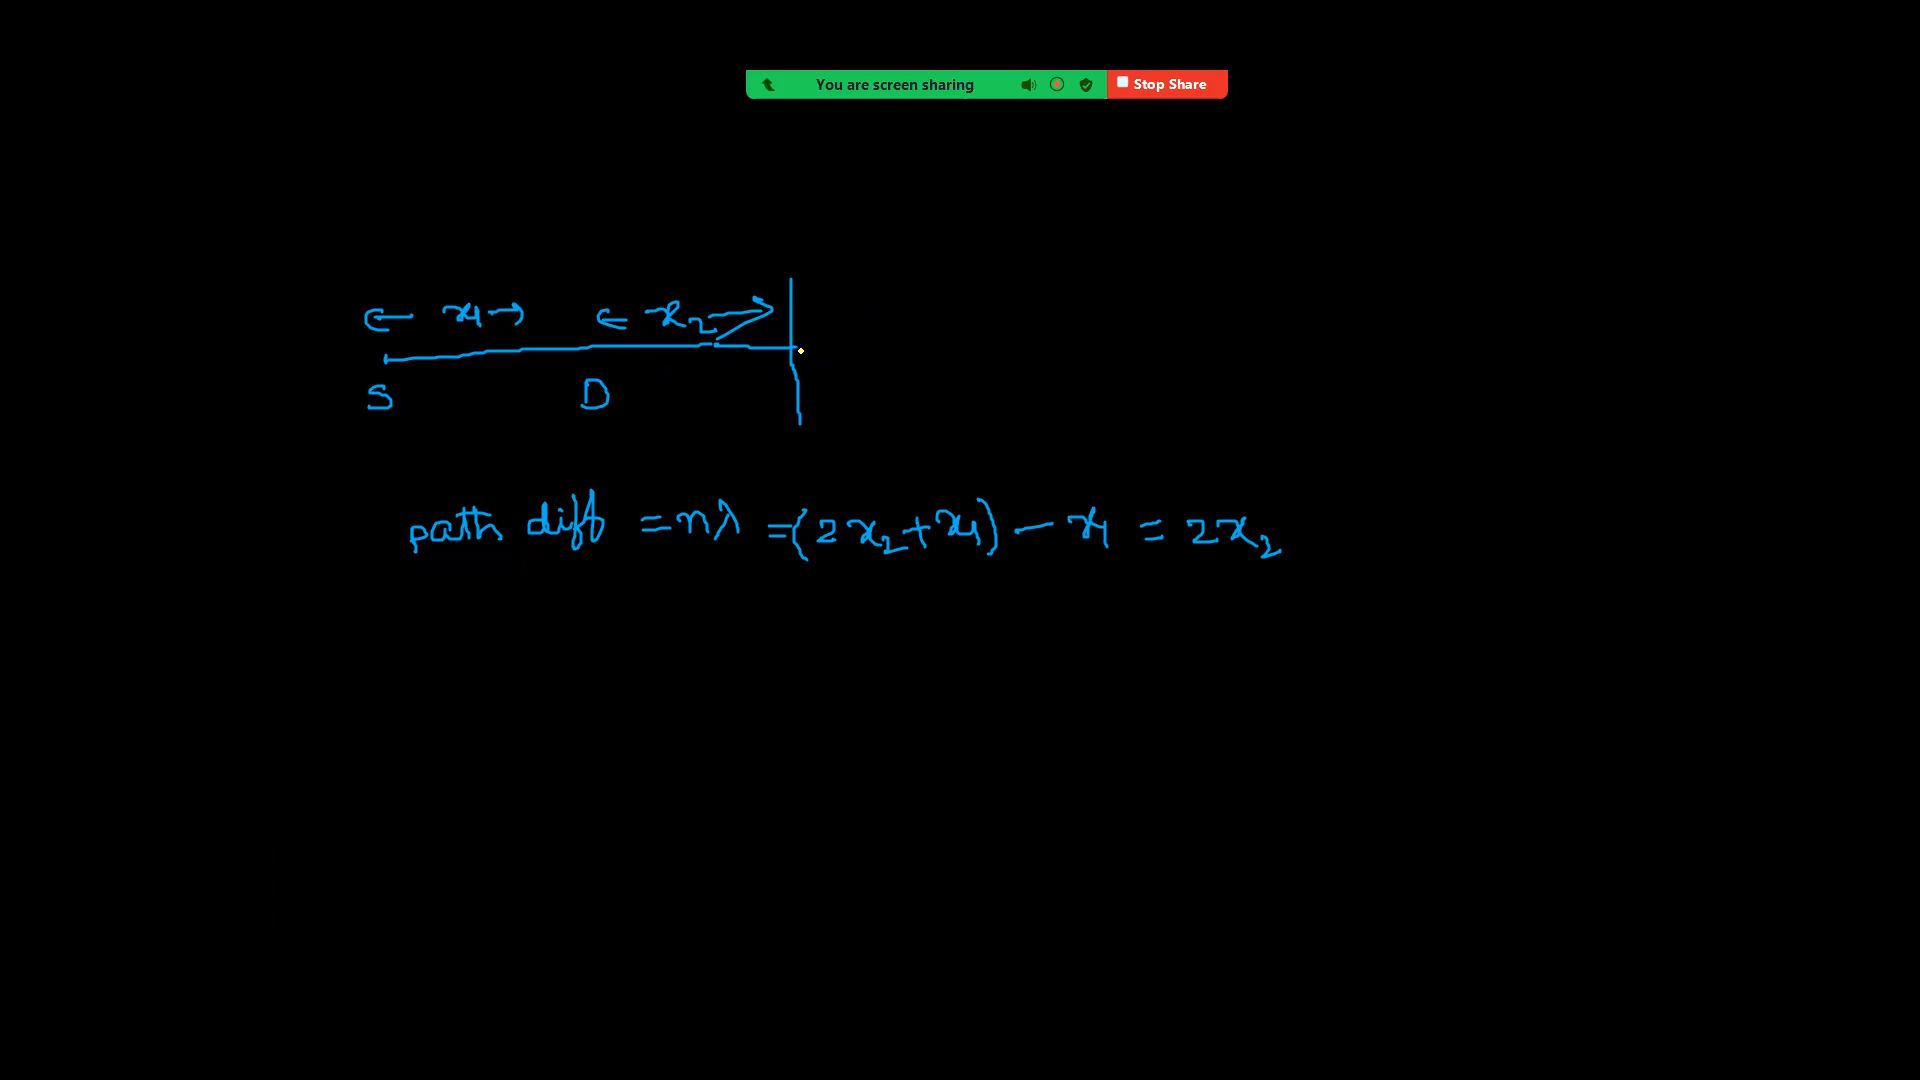 You are screen sharing Stop Share
← x₁ → ← x₂ →
S D
path diff = nλ = (2x₂ + x₁) - x₁ = 2x₂